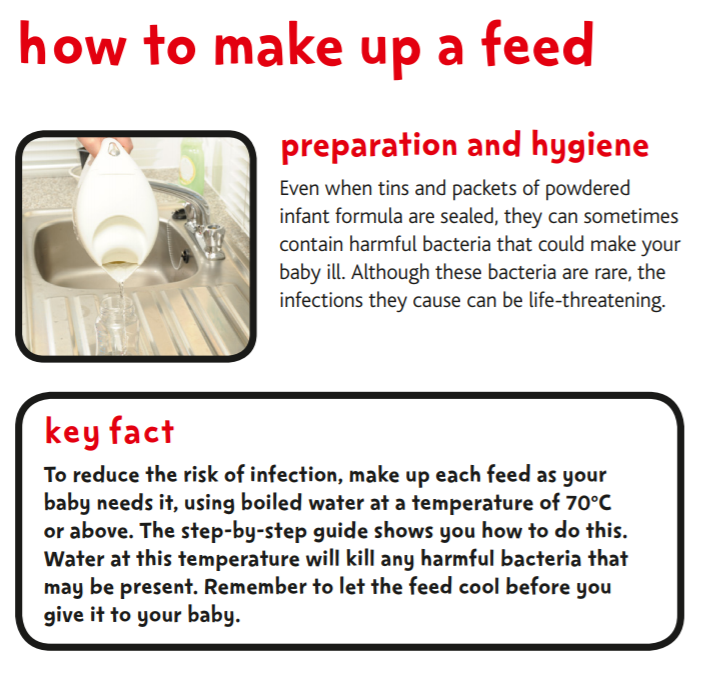 how to make up a feed
preparation and hygiene
Even when tins and packets of powdered
infant formula are sealed, they can sometimes
contain harmful bacteria that could make your
baby ill. Although these bacteria are rare, the
infections they cause can be life-threatening.
key fact
To reduce the risk of infection, make up each feed as your
baby needs it, using boiled water at a temperature of 70°C
or above. The step-by-step guide shows you how to do this.
Water at this temperature will kill any harmful bacteria that
may be present. Remember to let the feed cool before you
give it to your baby.